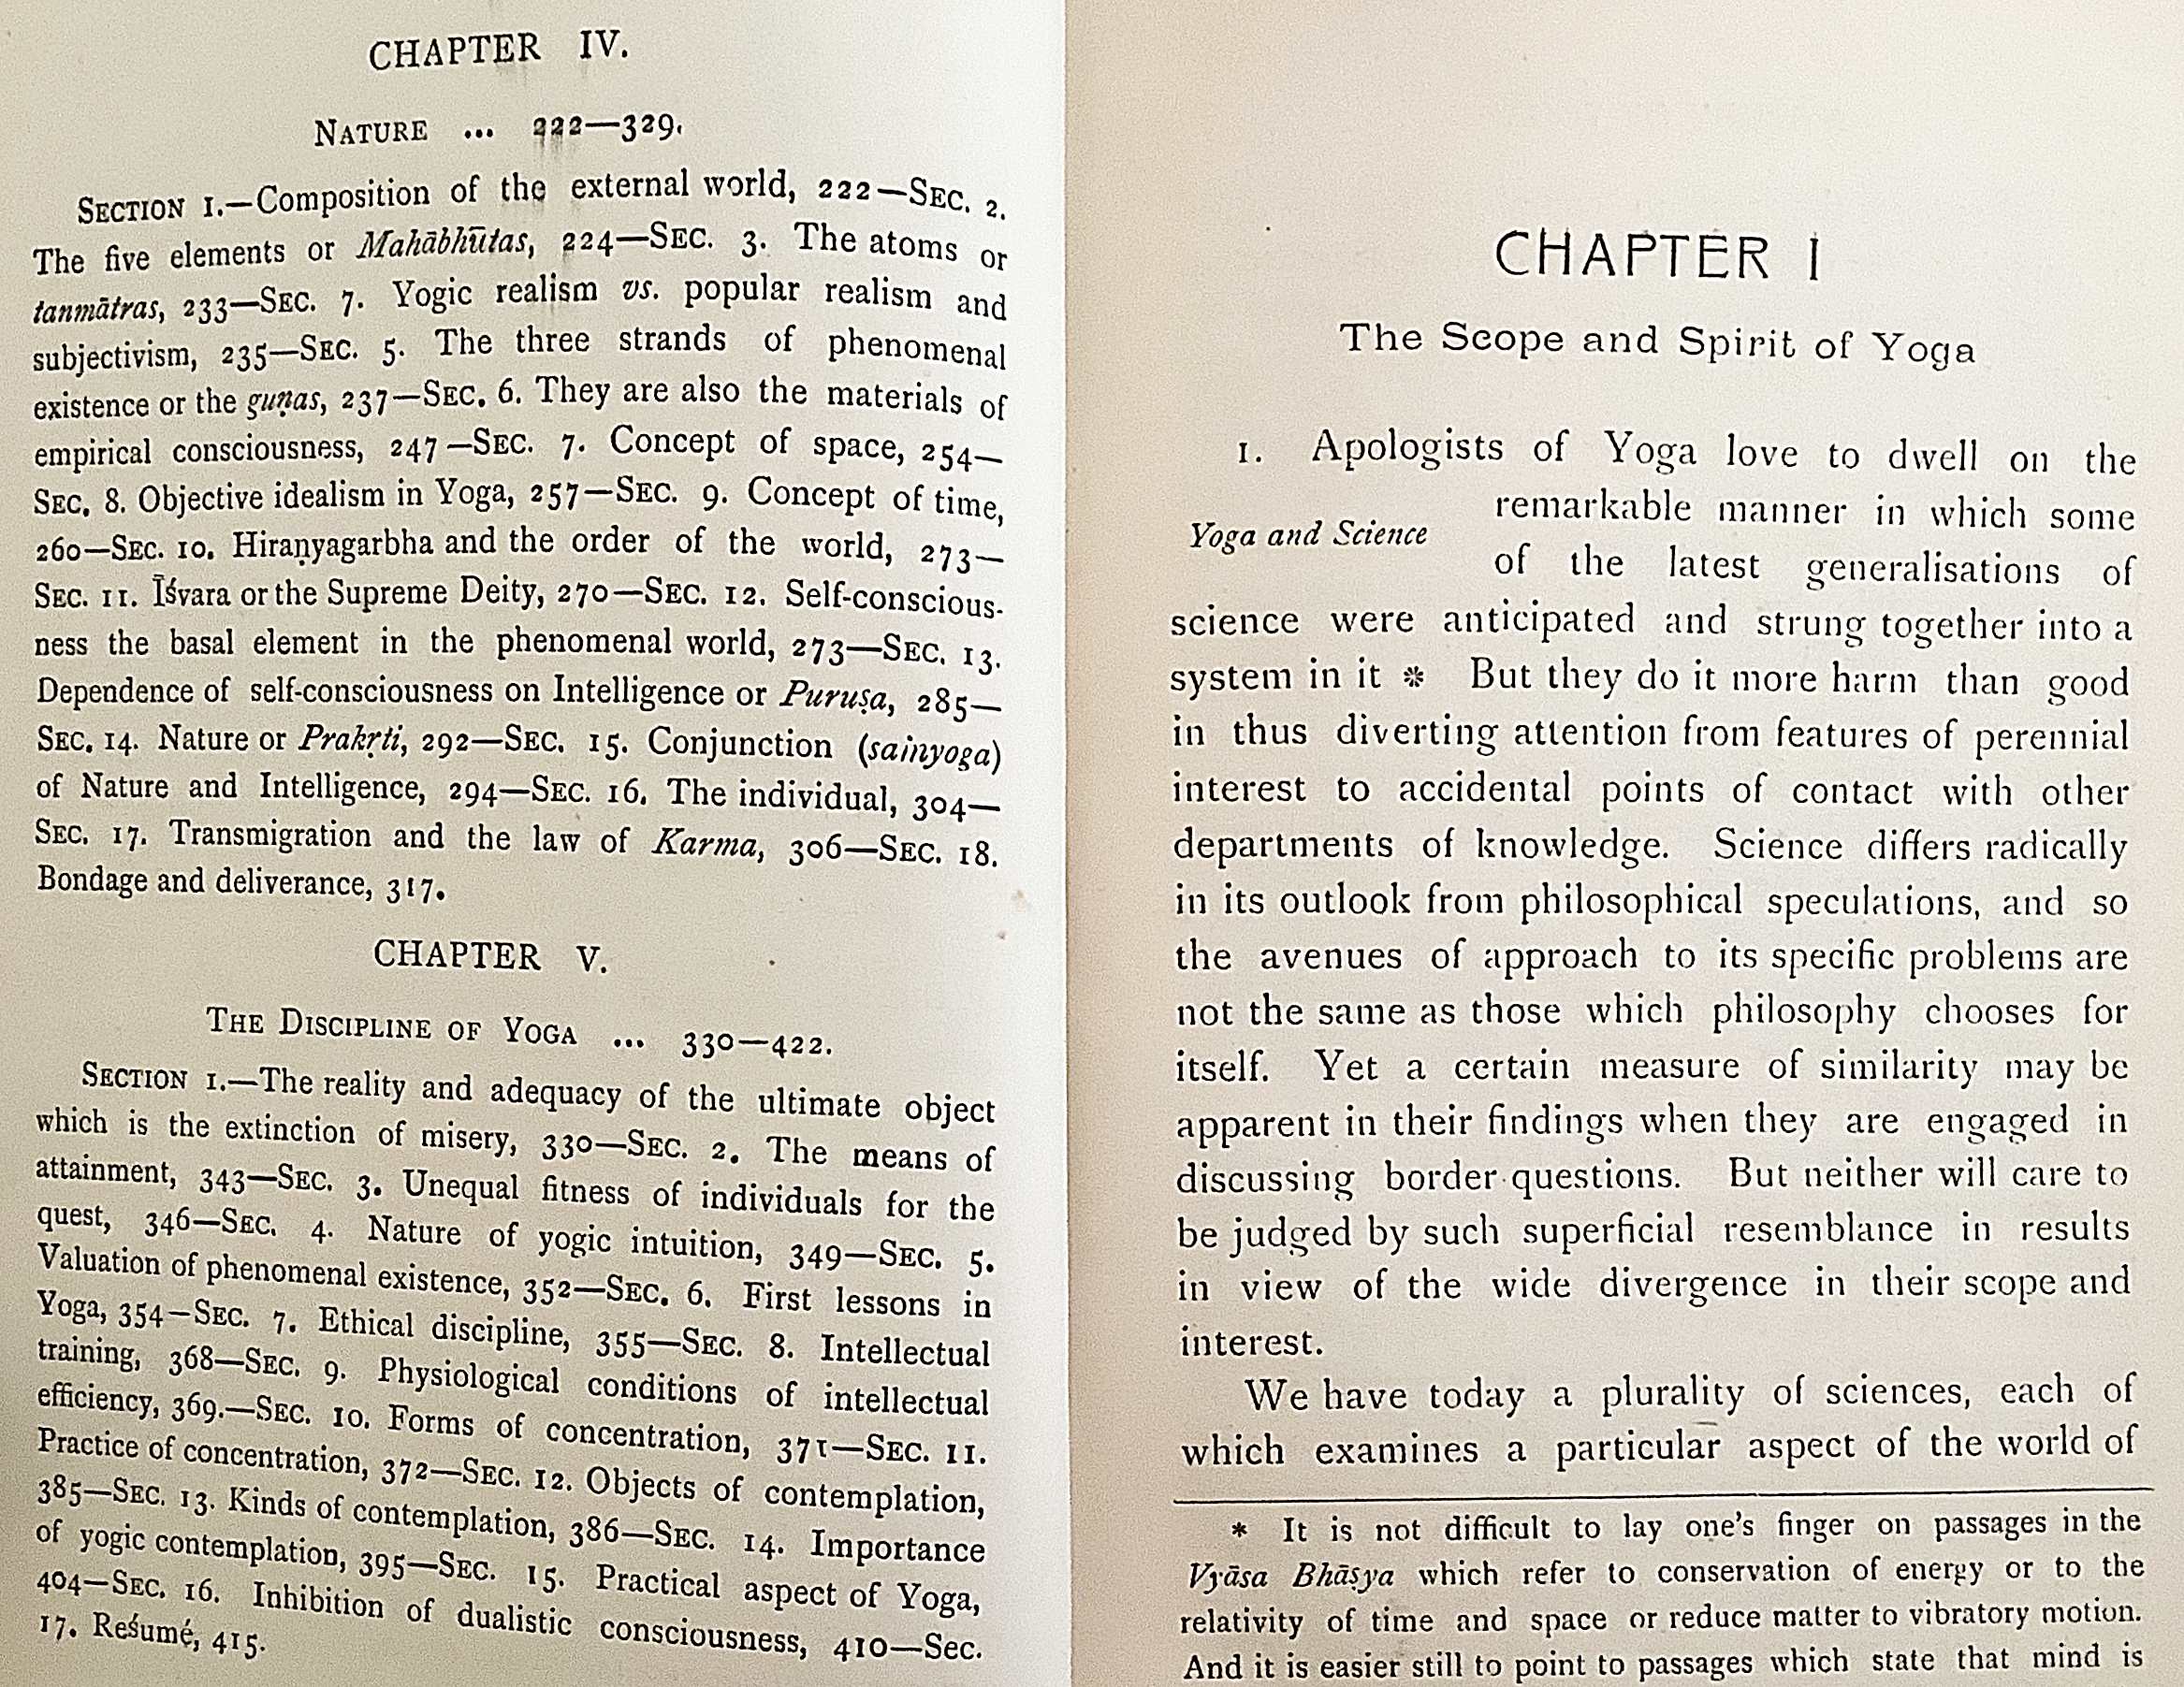 CHAPTER IV.
NATURE ... 222—329.
SECTION 1.—Composition of the external world, 222—SEC. 2.
The five elements or Mahābhūtas, 224—SEC. 3. The atoms or
tanmātras, 233—SEC. 7. Yogic realism vs. popular realism and
subjectivism, 235—SEC. 5. The three strands of phenomenal
existence or the guṇas, 237—SEC. 6. They are also the materials of
empirical consciousness, 247—SEC. 7. Concept of space, 254—
SEC. 8. Objective idealism in Yoga, 257—SEC. 9. Concept of time,
260—SEC. 10. Hiraṇyagarbha and the order of the world, 273—
SEC. 11. Īśvara or the Supreme Deity, 270—SEC. 12. Self-conscious-
ness the basal element in the phenomenal world, 273—SEC. 13.
Dependence of self-consciousness on Intelligence or Puruṣa, 285—
SEC. 14. Nature or Prakṛti, 292—SEC. 15. Conjunction (saṁyoga)
of Nature and Intelligence, 294—SEC. 16. The individual, 304—
SEC. 17. Transmigration and the law of Karma, 306—SEC. 18.
Bondage and deliverance, 317.
CHAPTER V.
THE DISCIPLINE OF YOGA ... 330—422.
SECTION 1.—The reality and adequacy of the ultimate object
which is the extinction of misery, 330—SEC. 2. The means of
attainment, 343—SEC. 3. Unequal fitness of individuals for the
quest, 346—SEC. 4. Nature of yogic intuition, 349—SEC. 5.
Valuation of phenomenal existence, 352—SEC. 6. First lessons in
Yoga, 354—SEC. 7. Ethical discipline, 355—SEC. 8. Intellectual
training, 368—SEC. 9. Physiological conditions of intellectual
efficiency, 369.—SEC. 10. Forms of concentration, 371—SEC. 11.
Practice of concentration, 372—SEC. 12. Objects of contemplation,
385—SEC. 13. Kinds of contemplation, 386—SEC. 14. Importance
of yogic contemplation, 395—SEC. 15. Practical aspect of Yoga,
404—SEC. 16. Inhibition of dualistic consciousness, 410—Sec.
17. Reśumé, 415.
CHAPTER I
The Scope and Spirit of Yoga
1. Apologists of Yoga love to dwell on the
remarkable manner in which some
Yoga and Science
of the latest generalisations of
science were anticipated and strung together into a
system in it * But they do it more harm than good
in thus diverting attention from features of perennial
interest to accidental points of contact with other
departments of knowledge. Science differs radically
in its outlook from philosophical speculations, and so
the avenues of approach to its specific problems are
not the same as those which philosophy chooses for
itself. Yet a certain measure of similarity may be
apparent in their findings when they are engaged in
discussing border questions. But neither will care to
be judged by such superficial resemblance in results
in view of the wide divergence in their scope and
interest.
We have today a plurality of sciences, each of
which examines a particular aspect of the world of
* It is not difficult to lay one's finger on passages in the
Vyāsa Bhāṣya which refer to conservation of energy or to the
relativity of time and space or reduce matter to vibratory motion.
And it is easier still to point to passages which state that mind is